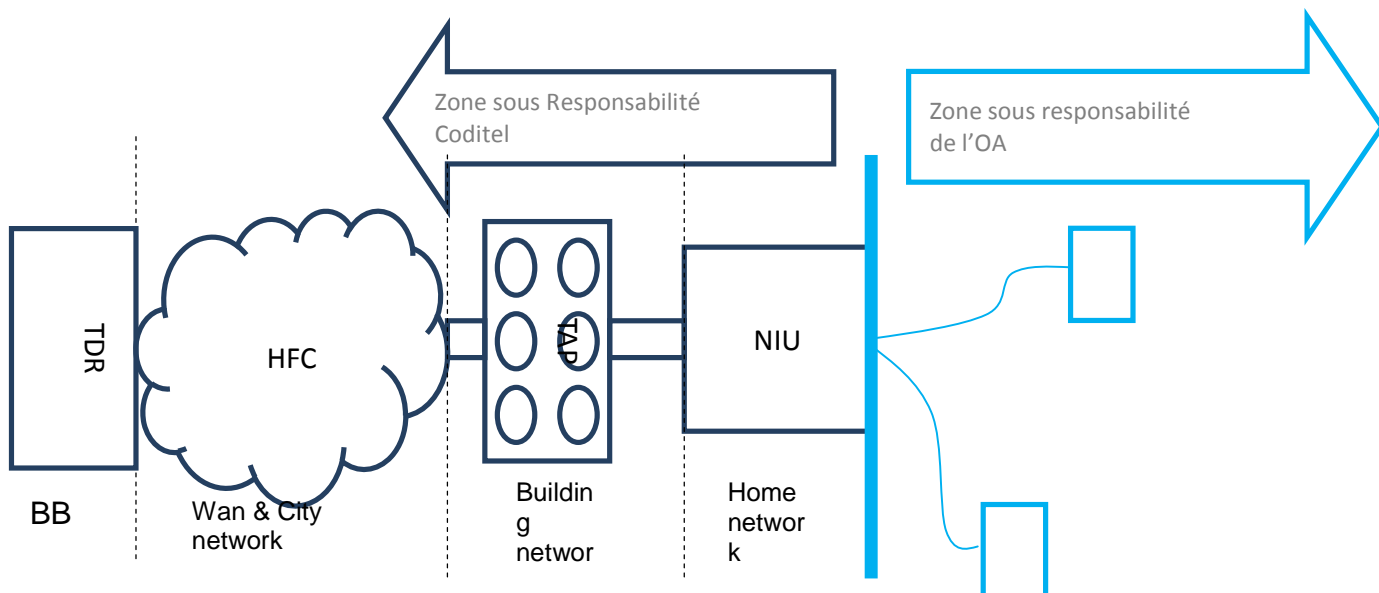 Zone sous Responsabilité
Coditel
Zone sous responsabilité
de l’OA
TDR
HFC
TAP
NIU
BB
Wan & City
network
Buildin
g
networ
Home
networ
k